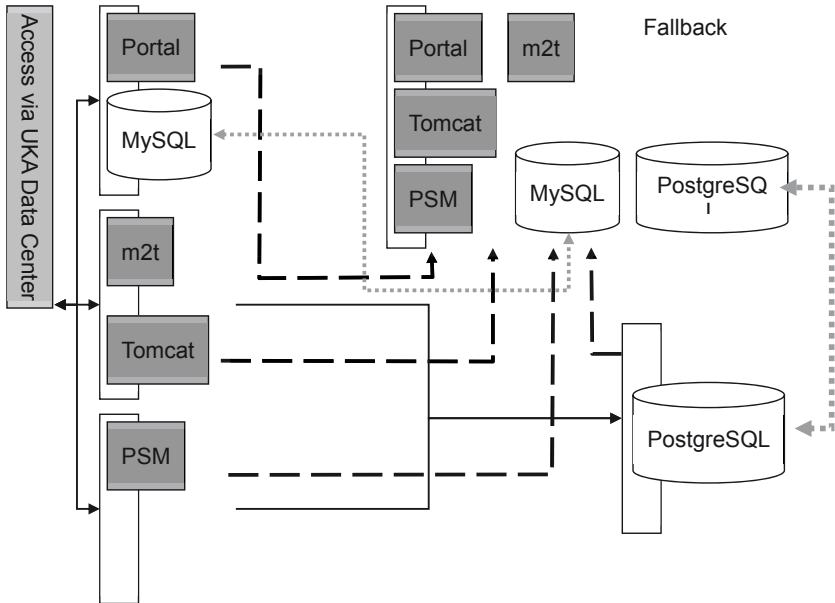 Access via UKA Data Center
Portal
MySQL
m2t
Tomcat
PSM
Fallback
Portal
m2t
Tomcat
PSM
MySQL
PostgreSQ
l
PostgreSQL